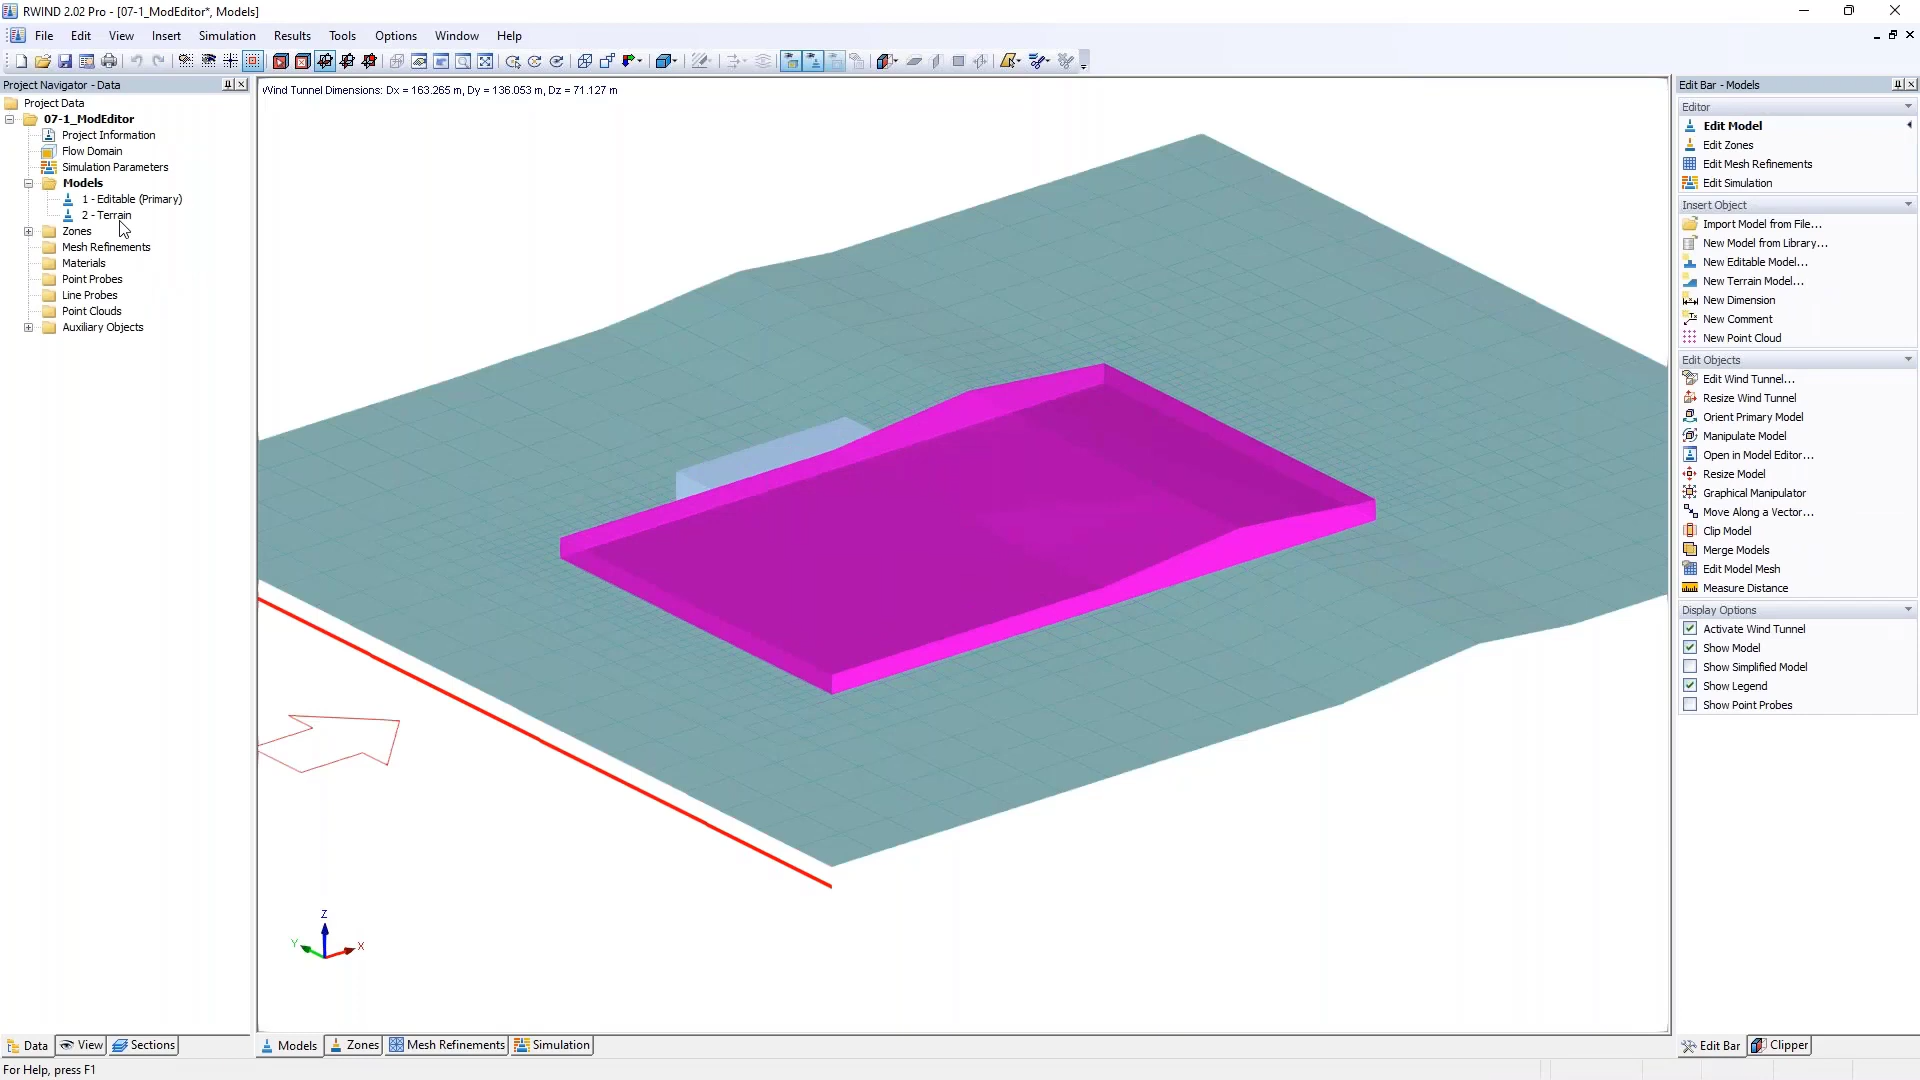 RWIND 2.02 Pro - [07-1_ModEditor*, Models]
File Edit View Insert Simulation Results Tools Options Window Help
Project Navigator - Data
Project Data
07-1_ModEditor
Project Information
Flow Domain
Simulation Parameters
Models
1 - Editable (Primary)
2 - Terrain
Zones
Mesh Refinements
Materials
Point Probes
Line Probes
Point Clouds
Auxiliary Objects
Data View Sections
Wind Tunnel Dimensions: Dx = 163.265 m, Dy = 136.053 m, Dz = 71.127 m
Z
Y
X
Models Zones Mesh Refinements Simulation
Edit Bar - Models
Editor
Edit Model
Edit Zones
Edit Mesh Refinements
Edit Simulation
Insert Object
Import Model from File...
New Model from Library...
New Editable Model...
New Terrain Model...
New Dimension
New Comment
New Point Cloud
Edit Objects
Edit Wind Tunnel...
Resize Wind Tunnel
Orient Primary Model
Manipulate Model
Open in Model Editor...
Resize Model
Graphical Manipulator
Move Along a Vector...
Clip Model
Merge Models
Edit Model Mesh
Measure Distance
Display Options
Activate Wind Tunnel
Show Model
Show Simplified Model
Show Legend
Show Point Probes
Edit Bar Clipper
For Help, press F1